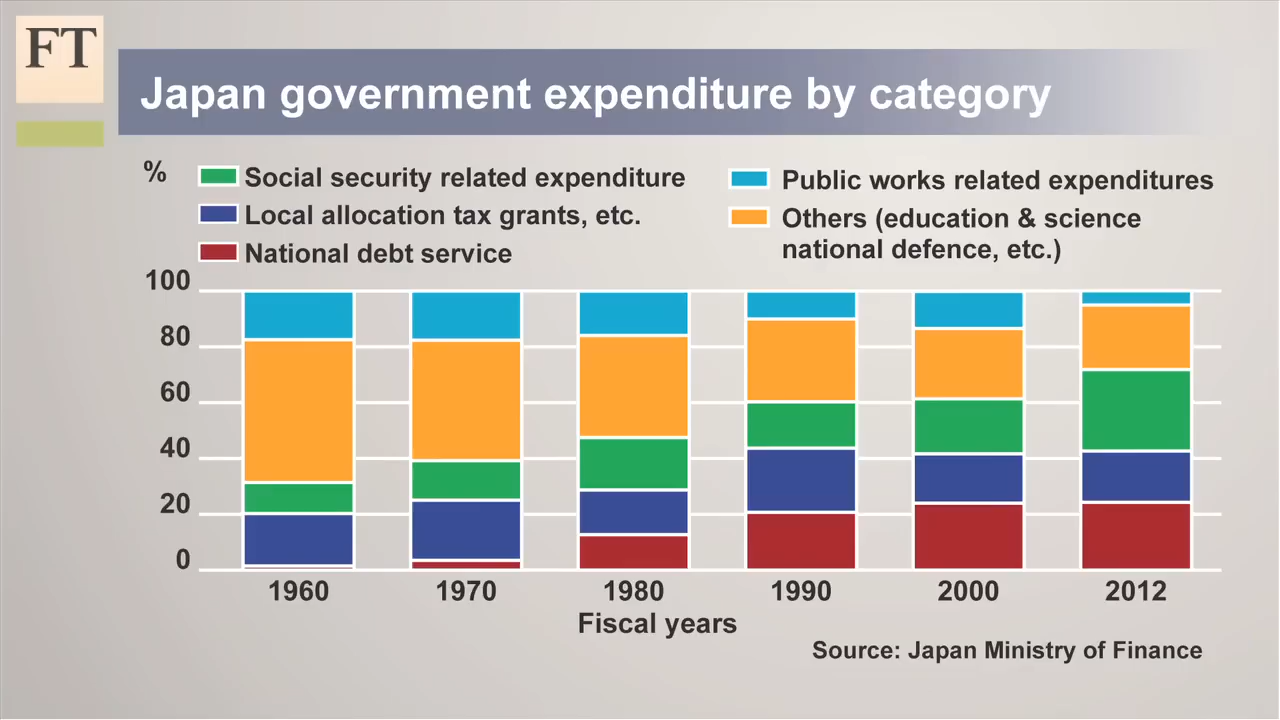 FT
Japan government expenditure by category
%
Social security related expenditure
Local allocation tax grants, etc.
National debt service
Public works related expenditures
Others (education & science
national defence, etc.)
100
80
60
40
20
0
1960 1970 1980 1990 2000 2012
Fiscal years
Source: Japan Ministry of Finance